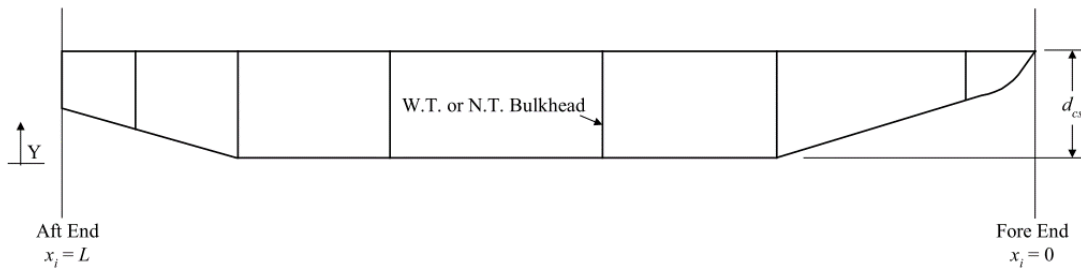 W.T. or N.T. Bulkhead
d_cs
Y
Aft End
x_i = L
Fore End
x_i = 0